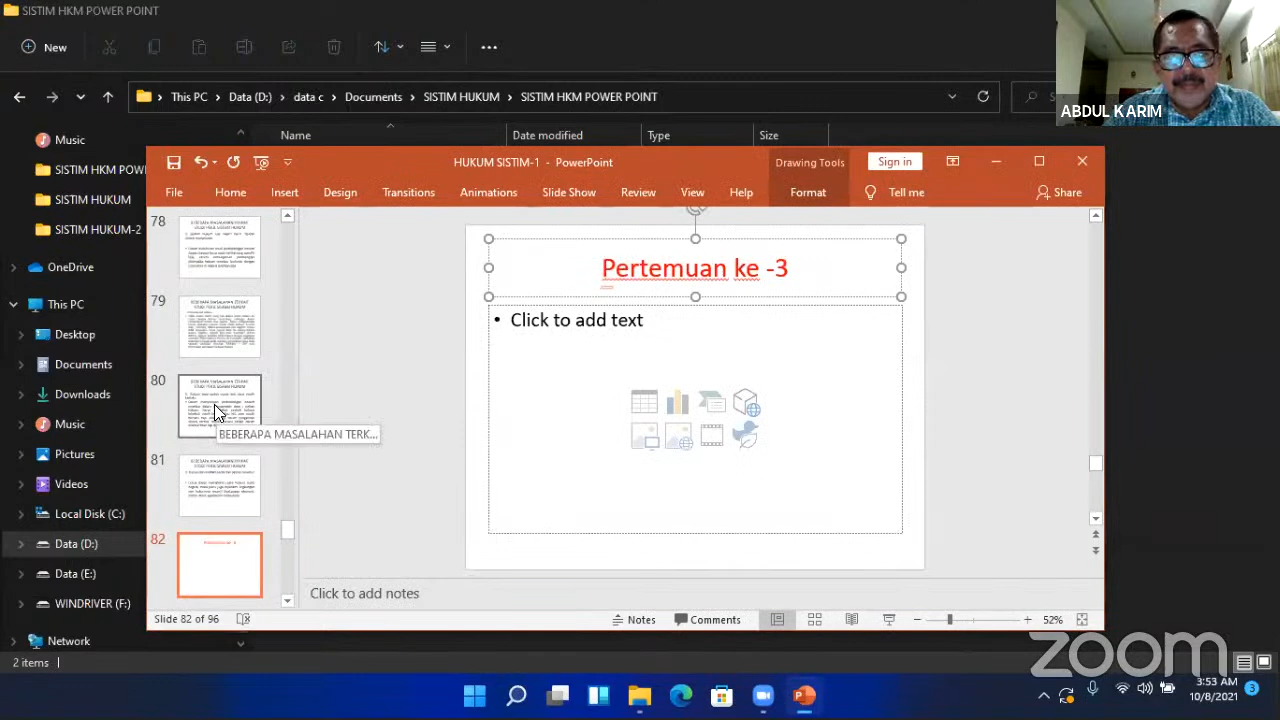 SISTIM HKM POWER POINT
New
This PC > Data (D:) > data c > Documents > SISTIM HUKUM > SISTIM HKM POWER POINT
ABDUL KARIM
Music
Name
Date modified
Type
Size
SISTIM HKM POW
SISTIM HUKUM
SISTIM HUKUM-2
OneDrive
This PC
Desktop
Documents
Downloads
Music
Pictures
Videos
Local Disk (C:)
Data (D:)
Data (E:)
WINDRIVER (F:)
Network
2 items
HUKUM SISTIM-1 - PowerPoint
Drawing Tools
Sign in
File
Home
Insert
Design
Transitions
Animations
Slide Show
Review
View
Help
Format
Tell me
Share
78
79
80
BEBERAPA MASALAHAN TERK...
81
82
Pertemuan ke -3
• Click to add text
Click to add notes
Slide 82 of 96
Notes
Comments
52%
zoom
3:53 AM
10/8/2021
3